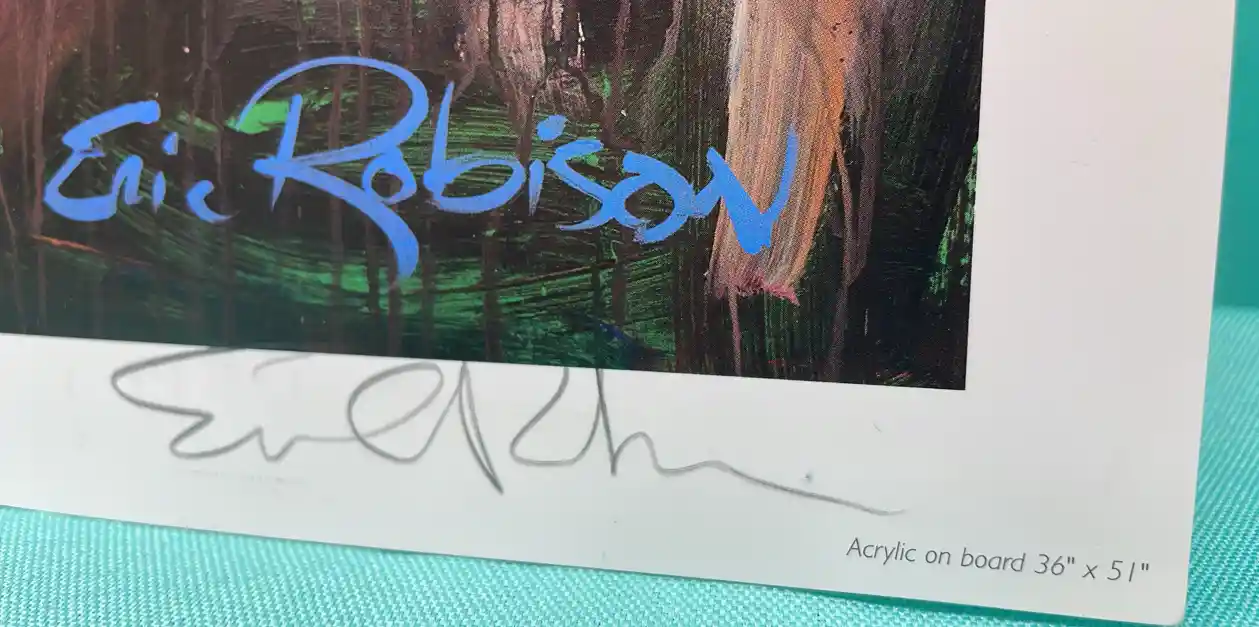 Eric Robison
Acrylic on board 36" x 51"